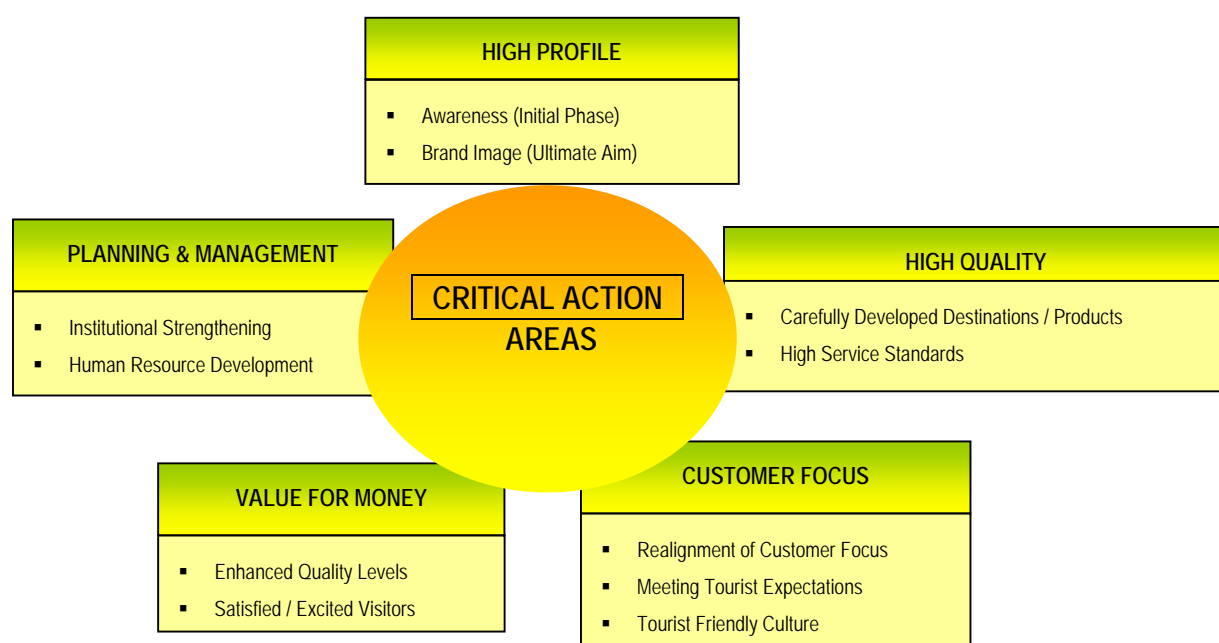 HIGH PROFILE
▪ Awareness (Initial Phase)
▪ Brand Image (Ultimate Aim)
PLANNING & MANAGEMENT
▪ Institutional Strengthening
▪ Human Resource Development
CRITICAL ACTION
AREAS
HIGH QUALITY
▪ Carefully Developed Destinations / Products
▪ High Service Standards
VALUE FOR MONEY
▪ Enhanced Quality Levels
▪ Satisfied / Excited Visitors
CUSTOMER FOCUS
▪ Realignment of Customer Focus
▪ Meeting Tourist Expectations
▪ Tourist Friendly Culture